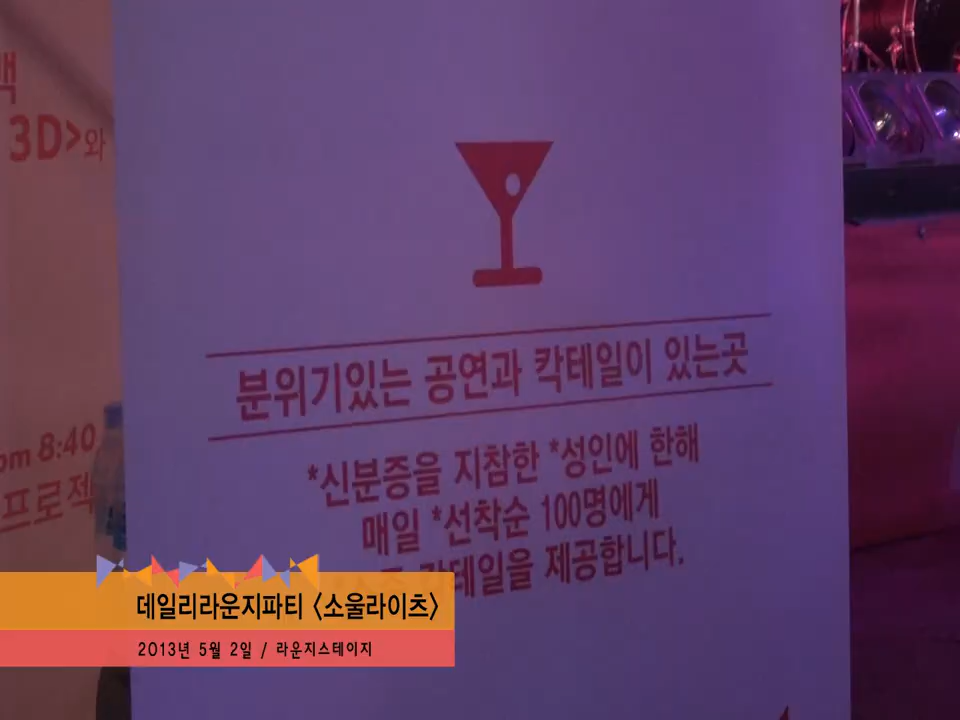 맥
3D>와
pm 8:40
프로젝
분위기있는 공연과 칵테일이 있는곳
*신분증을 지참한 *성인에 한해
매일 *선착순 100명에게
칵테일을 제공합니다.
데일리라운지파티 〈소울라이츠〉
2013년 5월 2일 / 라운지스테이지